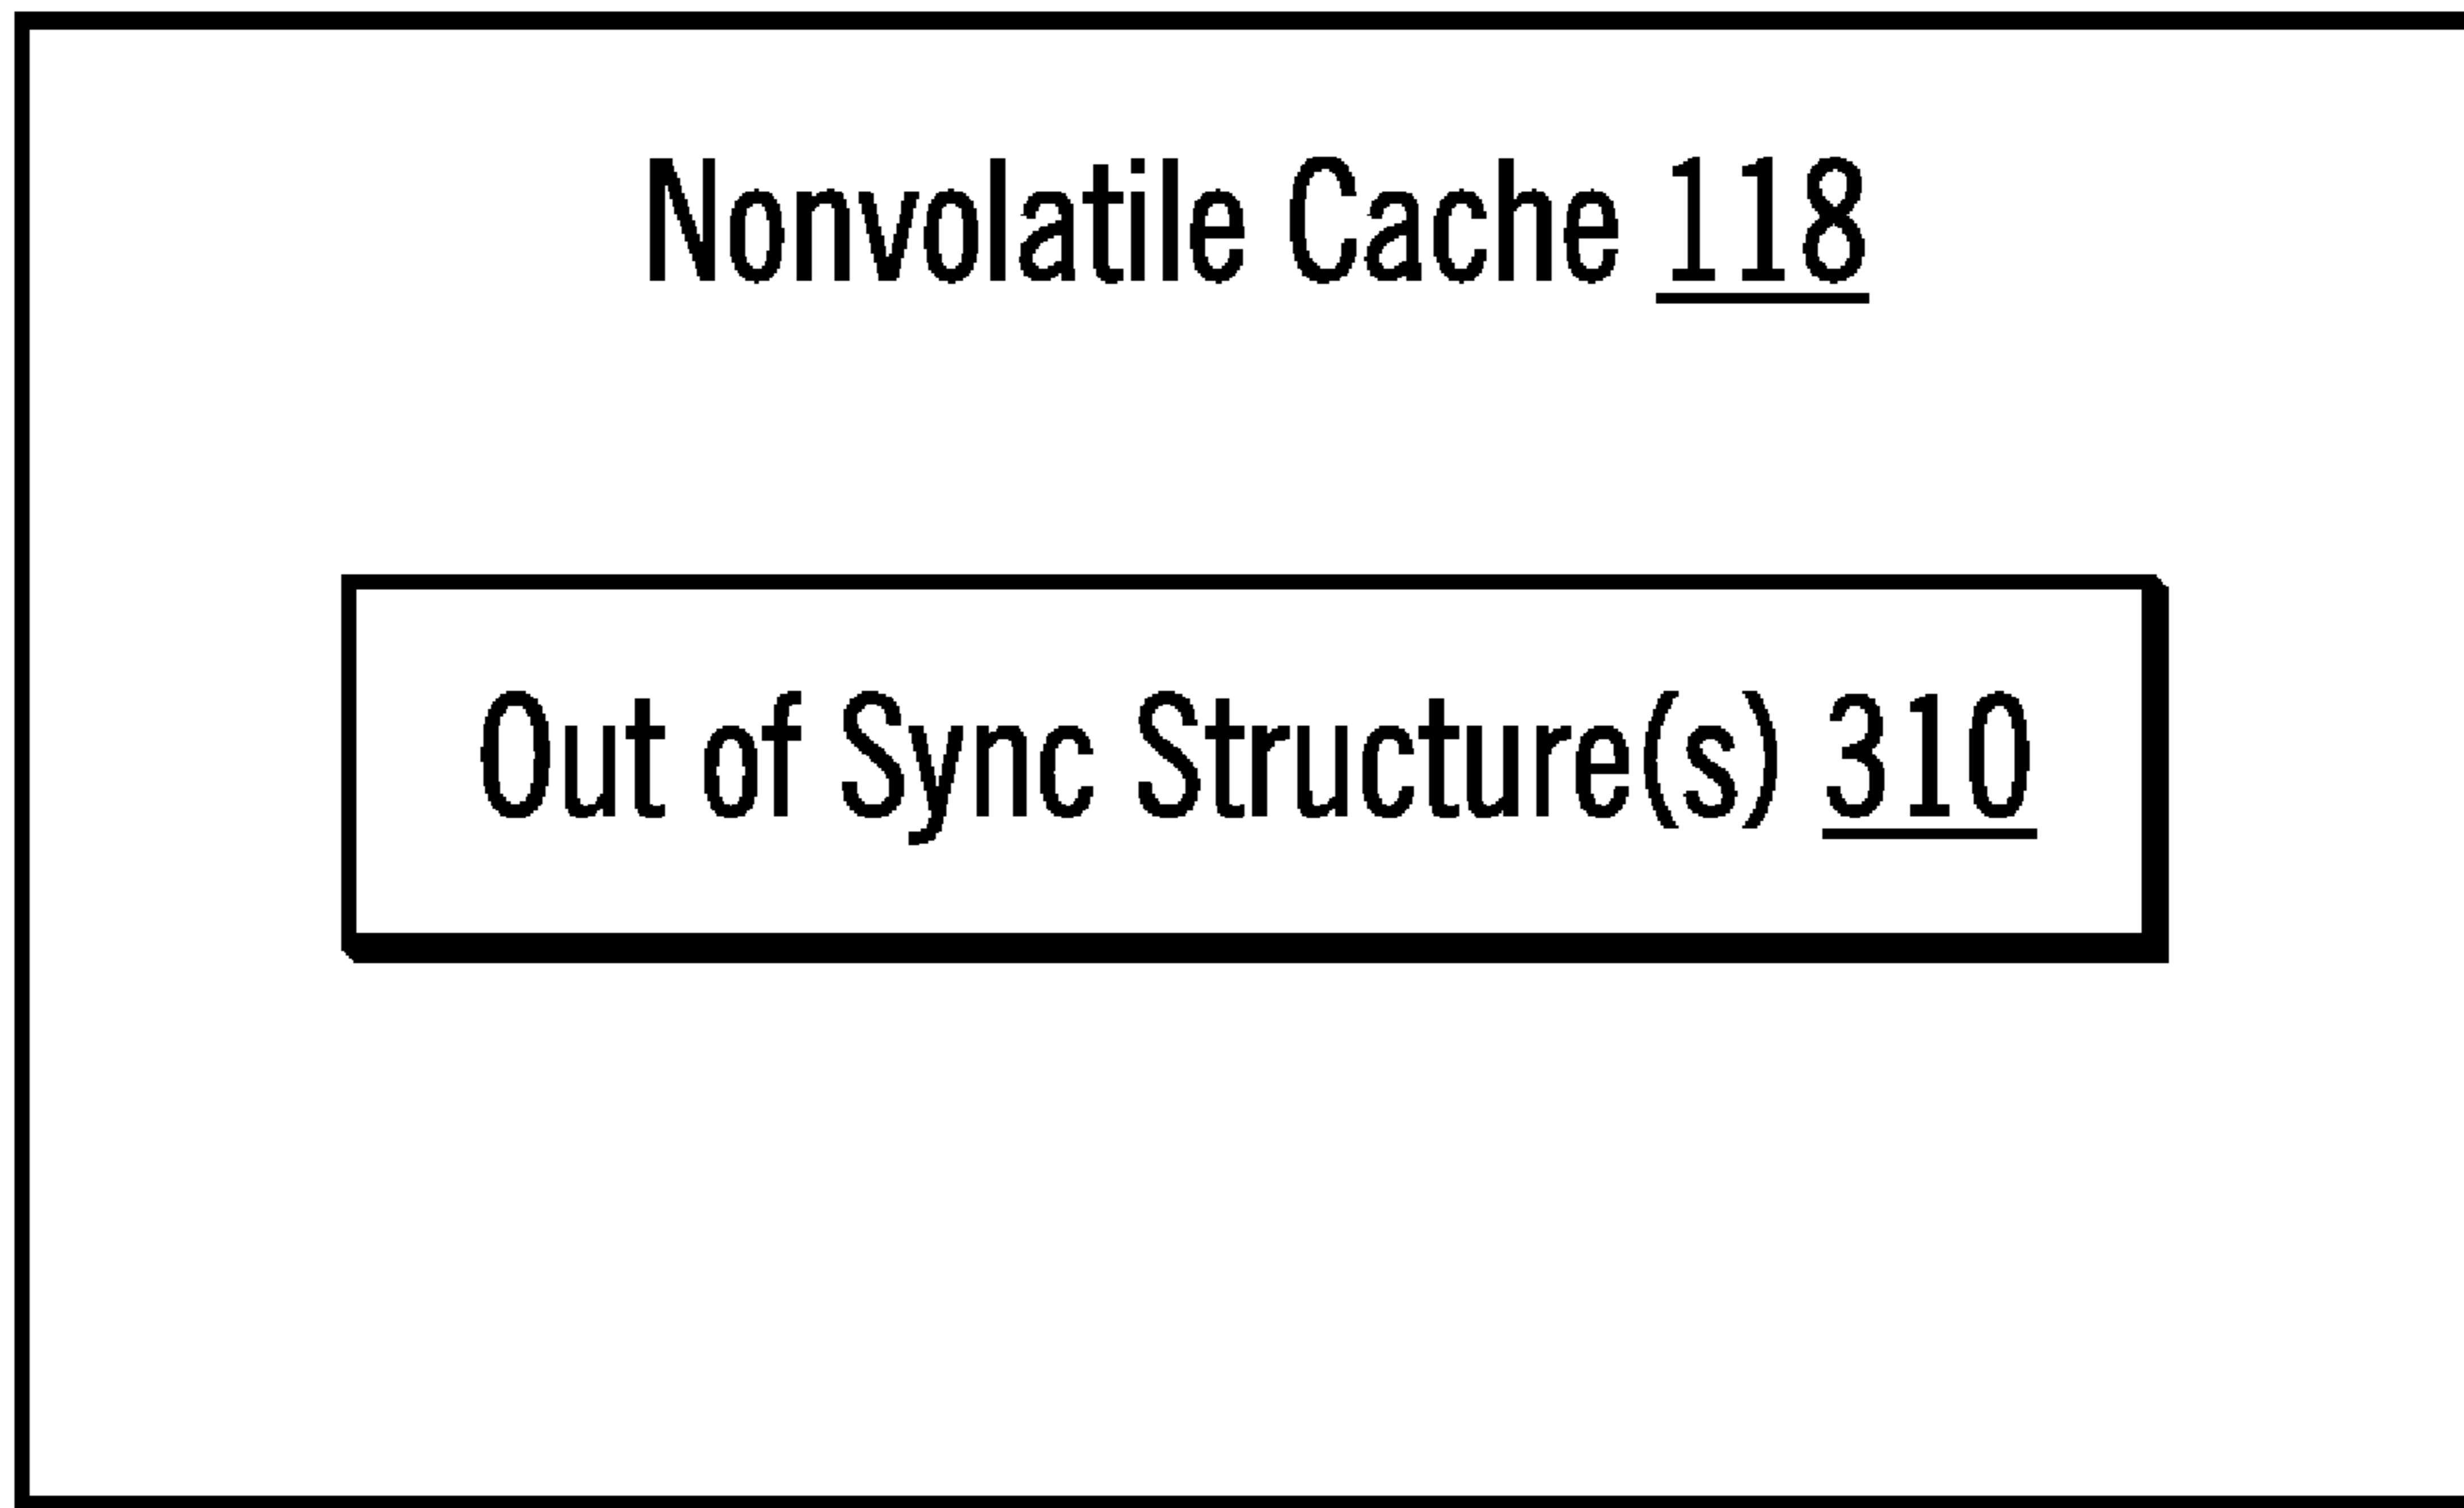 Nonvolatile Cache 118
Out of Sync Structure(s) 310